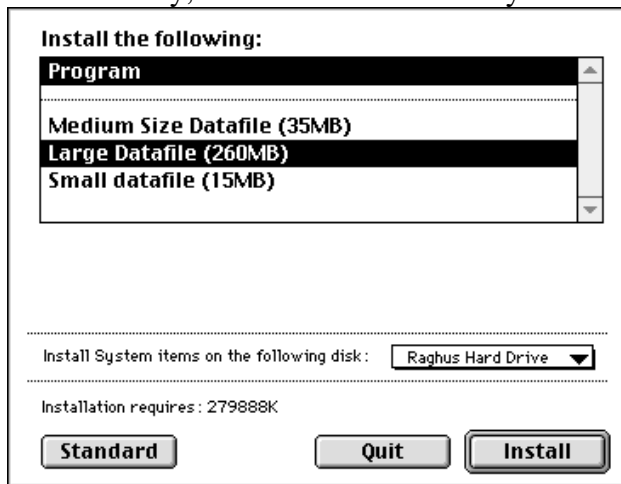 Install the following:
Program
Medium Size Datafile (35MB)
Large Datafile (260MB)
Small datafile (15MB)
Install System items on the following disk: Raghus Hard Drive
Installation requires: 279888K
Standard Quit Install